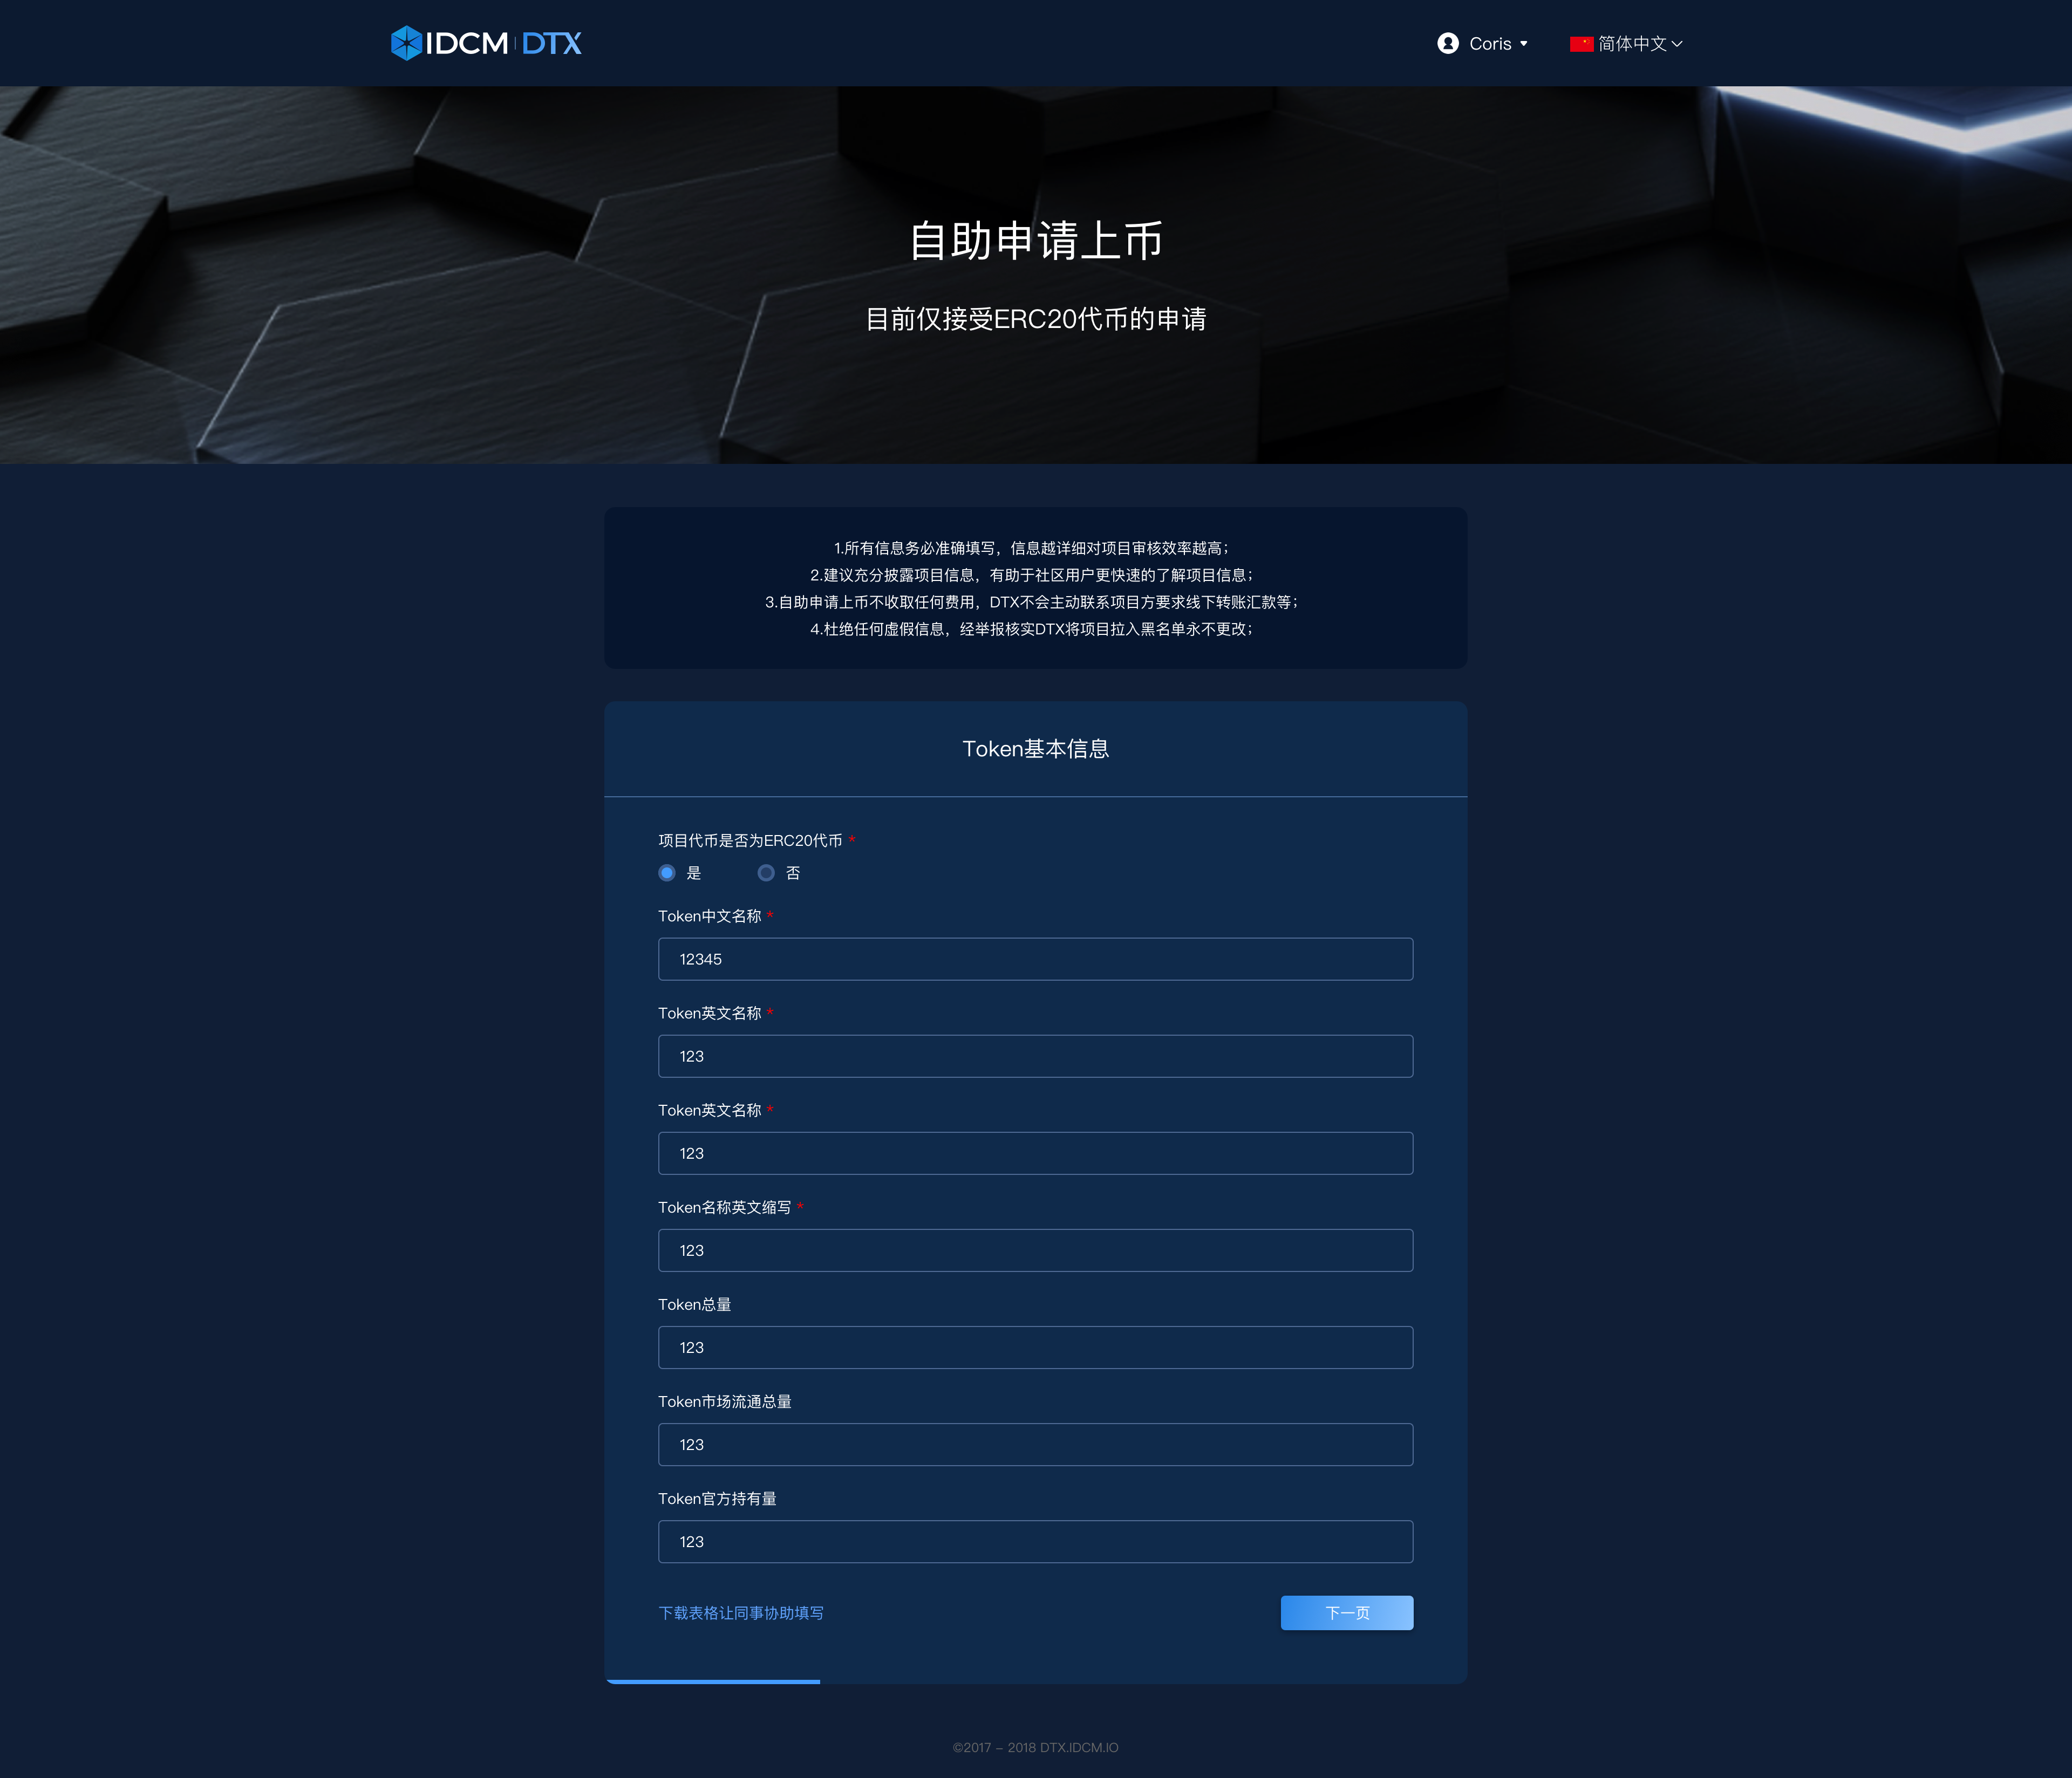 IDCM DTX
Coris
简体中文
自助申请上币
目前仅接受ERC20代币的申请
1.所有信息务必准确填写，信息越详细对项目审核效率越高；
2.建议充分披露项目信息，有助于社区用户更快速的了解项目信息；
3.自助申请上币不收取任何费用，DTX不会主动联系项目方要求线下转账汇款等；
4.杜绝任何虚假信息，经举报核实DTX将项目拉入黑名单永不更改；
Token基本信息
项目代币是否为ERC20代币 *
是 否
Token中文名称 *
12345
Token英文名称 *
123
Token英文名称 *
123
Token名称英文缩写 *
123
Token总量
123
Token市场流通总量
123
Token官方持有量
123
下载表格让同事协助填写
下一页
©2017 - 2018 DTX.IDCM.IO